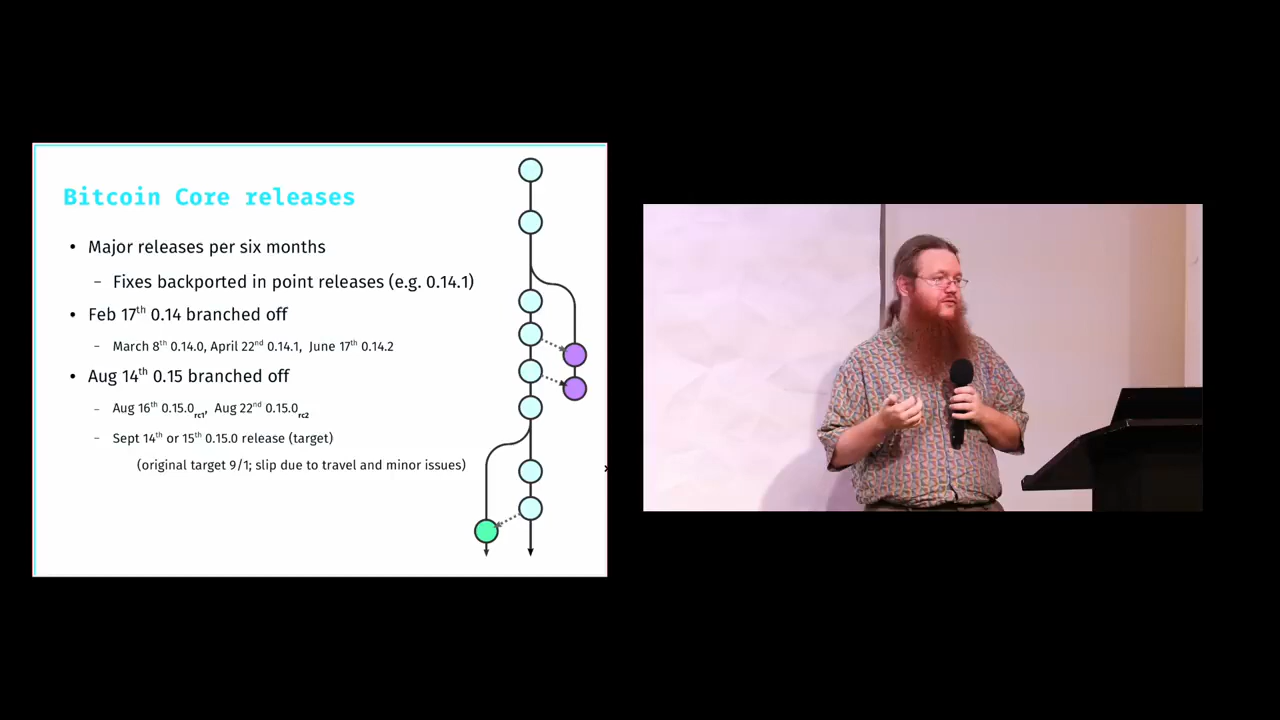 Bitcoin Core releases
• Major releases per six months
– Fixes backported in point releases (e.g. 0.14.1)
• Feb 17th 0.14 branched off
– March 8th 0.14.0, April 22nd 0.14.1, June 17th 0.14.2
• Aug 14th 0.15 branched off
– Aug 16th 0.15.0rc1, Aug 22nd 0.15.0rc2
– Sept 14th or 15th 0.15.0 release (target)
(original target 9/1; slip due to travel and minor issues)